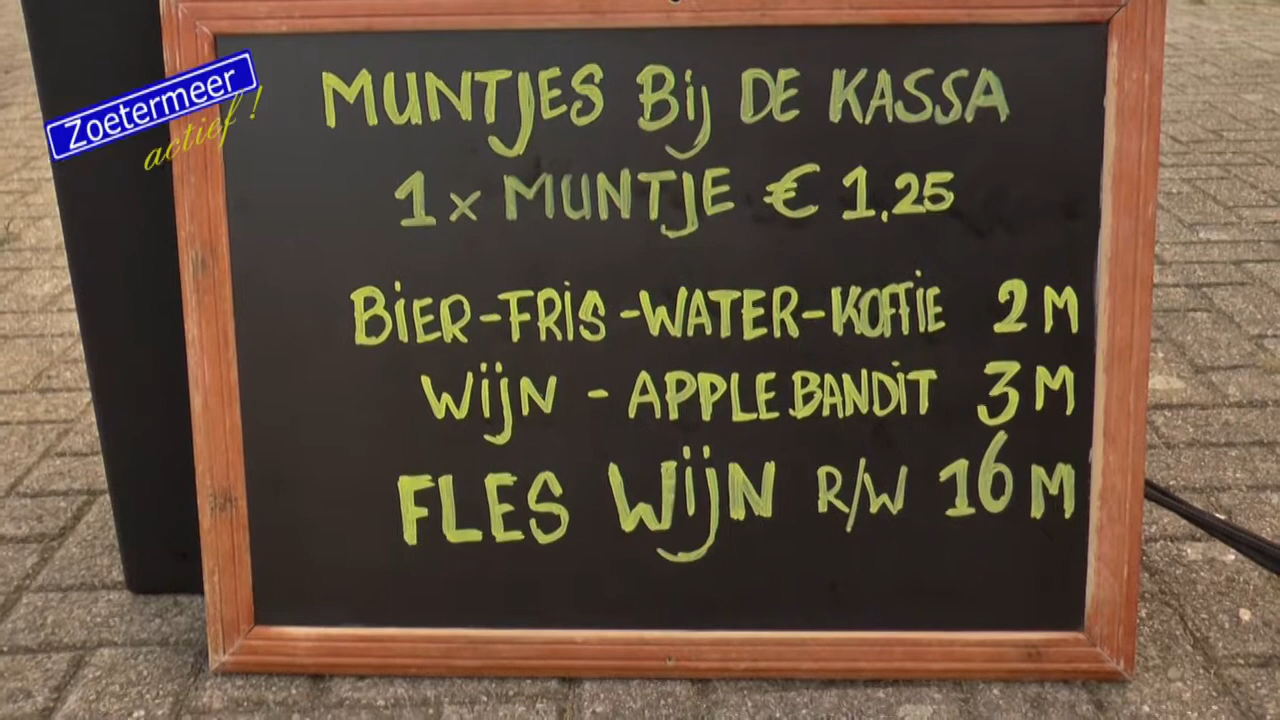 Zoetermeer
actief!
MUNTJES Bij DE KASSA
1x MUNTJE € 1,25
BiER-FRiS-WATER-KOFFiE 2 M
WijN - APPLE BANDiT 3 M
FLES WijN R/W 16 M